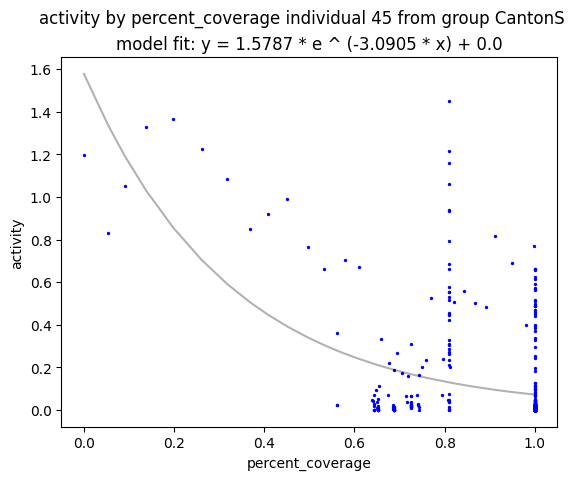 activity by percent_coverage individual 45 from group CantonS
model fit: y = 1.5787 * e ^ (-3.0905 * x) + 0.0
1.6
1.4
1.2
1.0
0.8
0.6
0.4
0.2
0.0
activity
0.0 0.2 0.4 0.6 0.8 1.0
percent_coverage